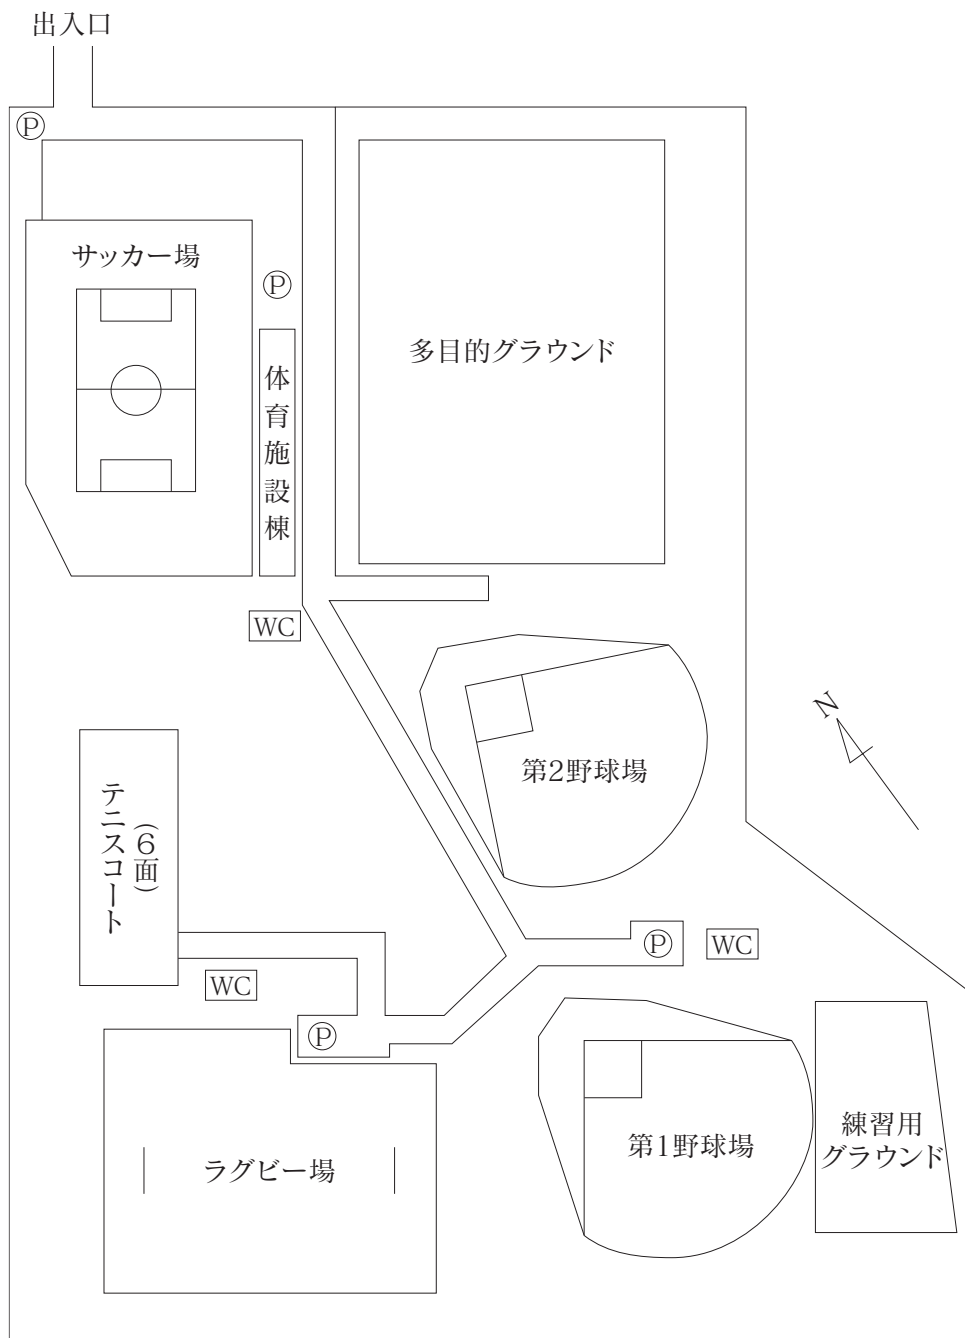 出入口
Ⓟ
サッカー場
Ⓟ
多目的グラウンド
体育施設棟
WC
N
第2野球場
テニスコート
(6面)
Ⓟ
WC
WC
Ⓟ
練習用
グラウンド
第1野球場
ラグビー場